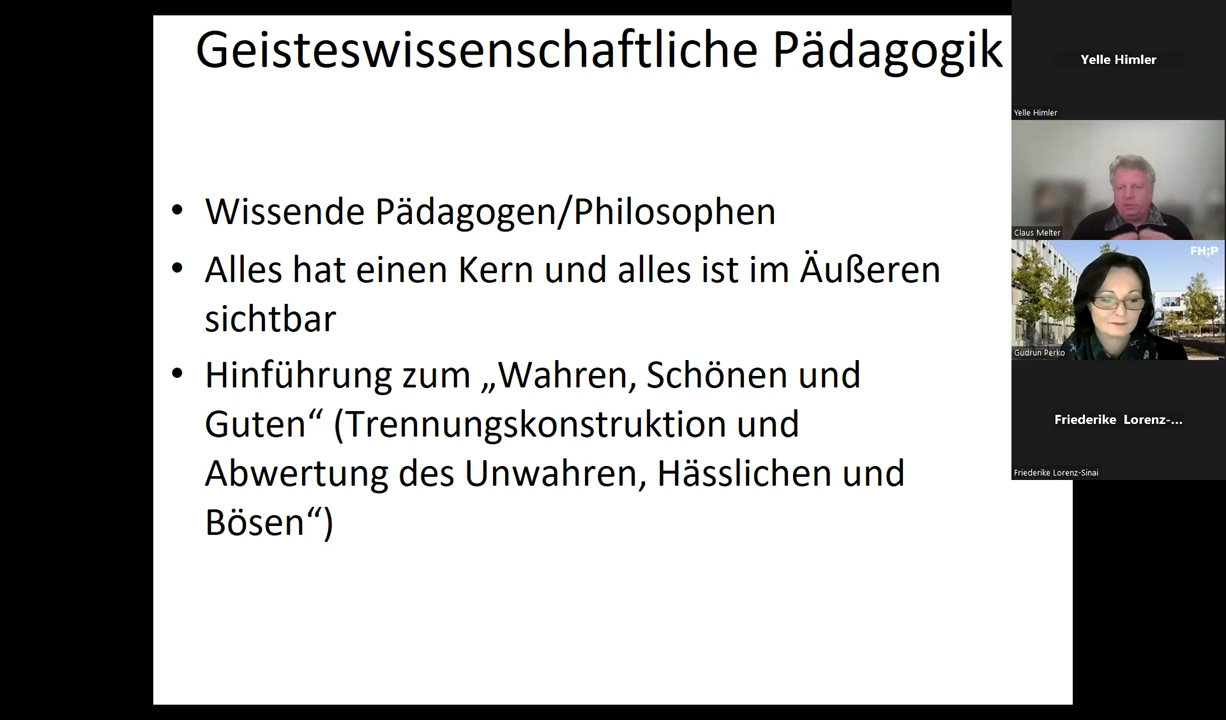 Geisteswissenschaftliche Pädagogik
• Wissende Pädagogen/Philosophen
• Alles hat einen Kern und alles ist im Äußeren
sichtbar
• Hinführung zum „Wahren, Schönen und
Guten“ (Trennungskonstruktion und
Abwertung des Unwahren, Hässlichen und
Bösen“)
Yelle Himler
Yelle Himler
Claus Melter
FH;P
Gudrun Perko
Friederike Lorenz-...
Friederike Lorenz-Sinai